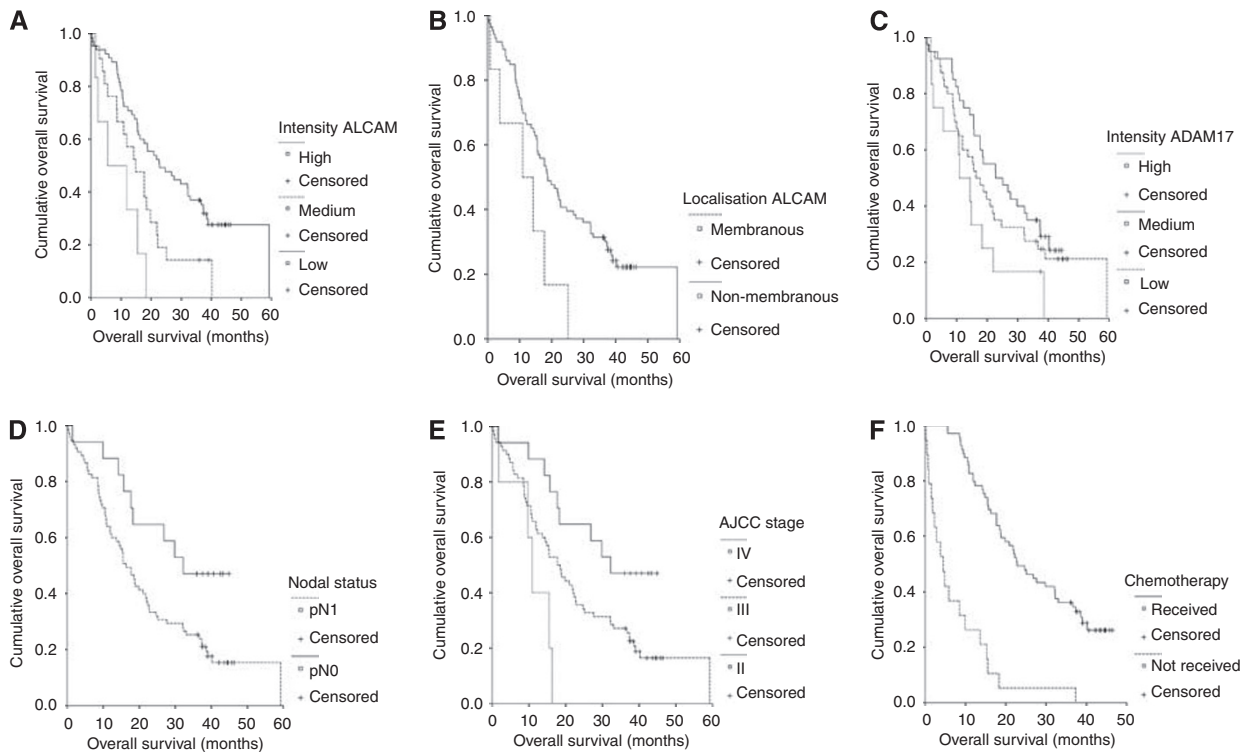 A
Cumulative overall survival
1.0
0.8
0.6
0.4
0.2
0.0
0 10 20 30 40 50 60
Overall survival (months)
Intensity ALCAM
High
Censored
Medium
Censored
Low
Censored
B
Cumulative overall survival
1.0
0.8
0.6
0.4
0.2
0.0
0 10 20 30 40 50 60
Overall survival (months)
Localisation ALCAM
Membranous
Censored
Non-membranous
Censored
C
Cumulative overall survival
1.0
0.8
0.6
0.4
0.2
0.0
0 10 20 30 40 50 60
Overall survival (months)
Intensity ADAM17
High
Censored
Medium
Censored
Low
Censored
D
Cumulative overall survival
1.0
0.8
0.6
0.4
0.2
0.0
0 10 20 30 40 50 60
Overall survival (months)
Nodal status
pN1
Censored
pN0
Censored
E
Cumulative overall survival
1.0
0.8
0.6
0.4
0.2
0.0
0 10 20 30 40 50 60
Overall survival (months)
AJCC stage
IV
Censored
III
Censored
II
Censored
F
Cumulative overall survival
1.0
0.8
0.6
0.4
0.2
0.0
0 10 20 30 40 50
Overall survival (months)
Chemotherapy
Received
Censored
Not received
Censored